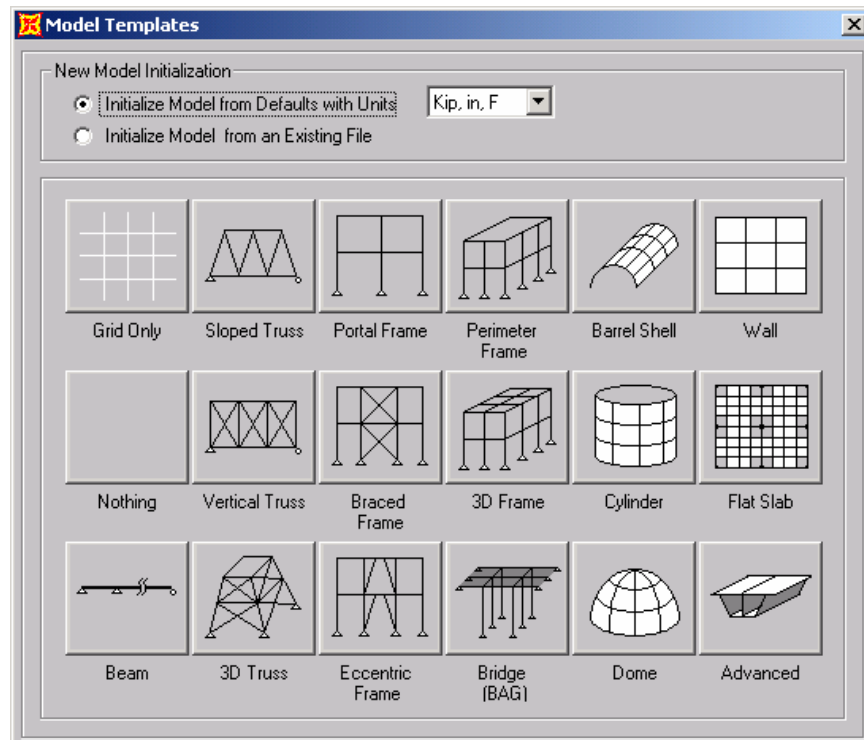 Model Templates
New Model Initialization
Initialize Model from Defaults with Units
Kip, in, F
Initialize Model from an Existing File
Grid Only
Sloped Truss
Portal Frame
Perimeter
Frame
Barrel Shell
Wall
Nothing
Vertical Truss
Braced
Frame
3D Frame
Cylinder
Flat Slab
Beam
3D Truss
Eccentric
Frame
Bridge
(BAG)
Dome
Advanced